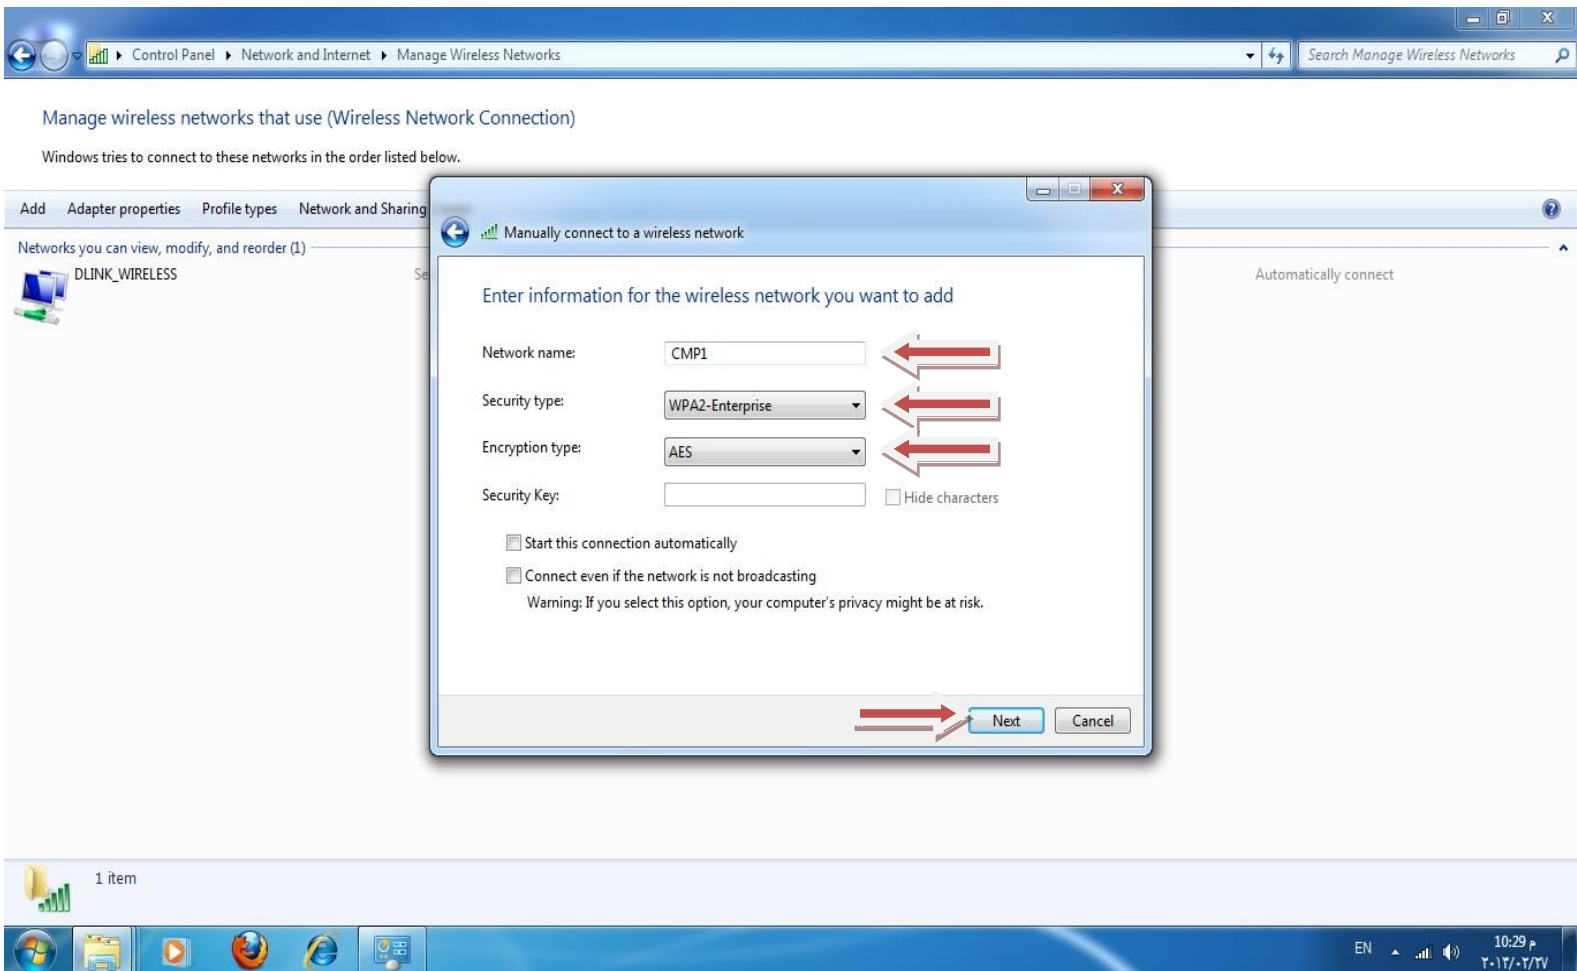 Control Panel Network and Internet Manage Wireless Networks
Search Manage Wireless Networks
Manage wireless networks that use (Wireless Network Connection)
Windows tries to connect to these networks in the order listed below.
Add Adapter properties Profile types Network and Sharing
Networks you can view, modify, and reorder (1)
DLINK_WIRELESS Se Automatically connect
Manually connect to a wireless network
Enter information for the wireless network you want to add
Network name: CMP1
Security type: WPA2-Enterprise
Encryption type: AES
Security Key: Hide characters
Start this connection automatically
Connect even if the network is not broadcasting
Warning: If you select this option, your computer's privacy might be at risk.
Next Cancel
1 item
EN 10:29 م
٢٠١٣/٠٢/٢٧